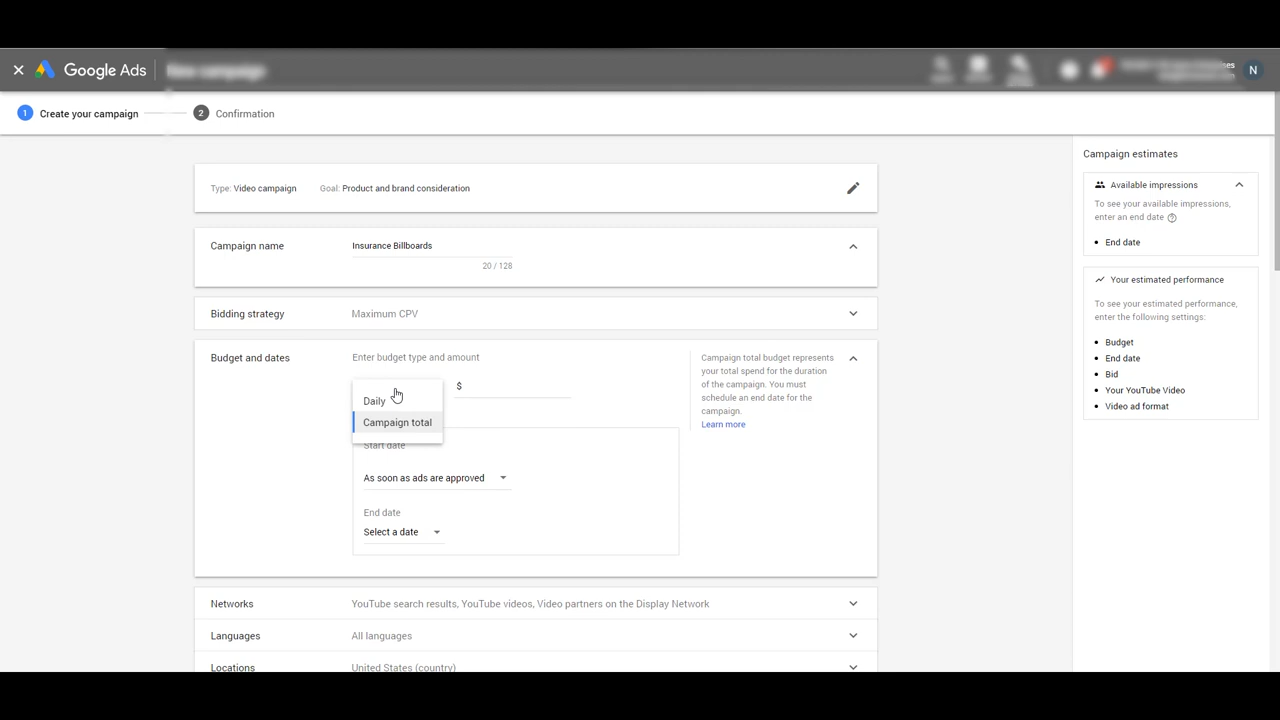 Google Ads
N
1 Create your campaign
2 Confirmation
Type: Video campaign Goal: Product and brand consideration
Campaign name Insurance Billboards
20 / 128
Bidding strategy Maximum CPV
Budget and dates Enter budget type and amount
$
Daily
Campaign total
Campaign total budget represents
your total spend for the duration
of the campaign. You must
schedule an end date for the
campaign.
Learn more
Start date
As soon as ads are approved
End date
Select a date
Networks YouTube search results, YouTube videos, Video partners on the Display Network
Languages All languages
Locations United States (country)
Campaign estimates
Available impressions
To see your available impressions,
enter an end date
• End date
Your estimated performance
To see your estimated performance,
enter the following settings:
• Budget
• End date
• Bid
• Your YouTube Video
• Video ad format